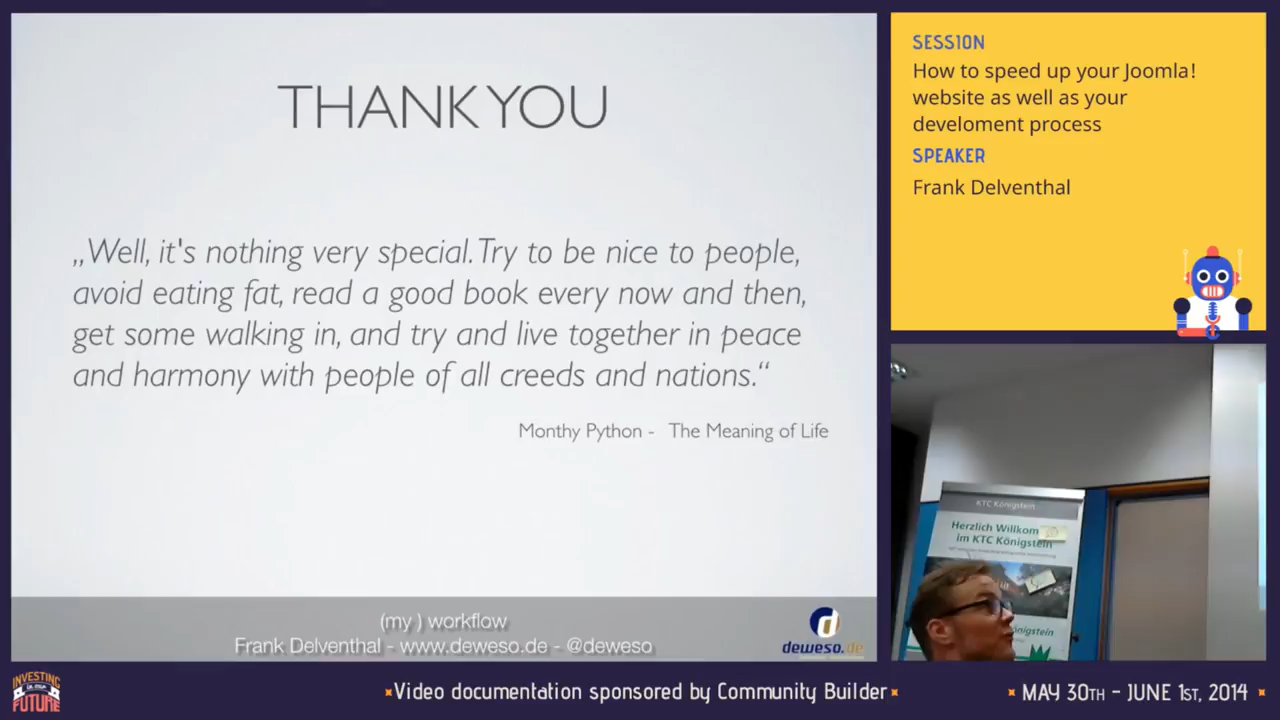 THANK YOU
„Well, it's nothing very special. Try to be nice to people,
avoid eating fat, read a good book every now and then,
get some walking in, and try and live together in peace
and harmony with people of all creeds and nations.“
Monthy Python - The Meaning of Life
(my ) workflow
Frank Delventhal - www.deweso.de - @deweso
d
deweso.de
SESSION
How to speed up your Joomla!
website as well as your
develoment process
SPEAKER
Frank Delventhal
KTC Königstein
Herzlich Willkom
im KTC Königstein
önigstein
INVESTING
IN OUR
FUTURE
Video documentation sponsored by Community Builder
MAY 30TH - JUNE 1ST, 2014